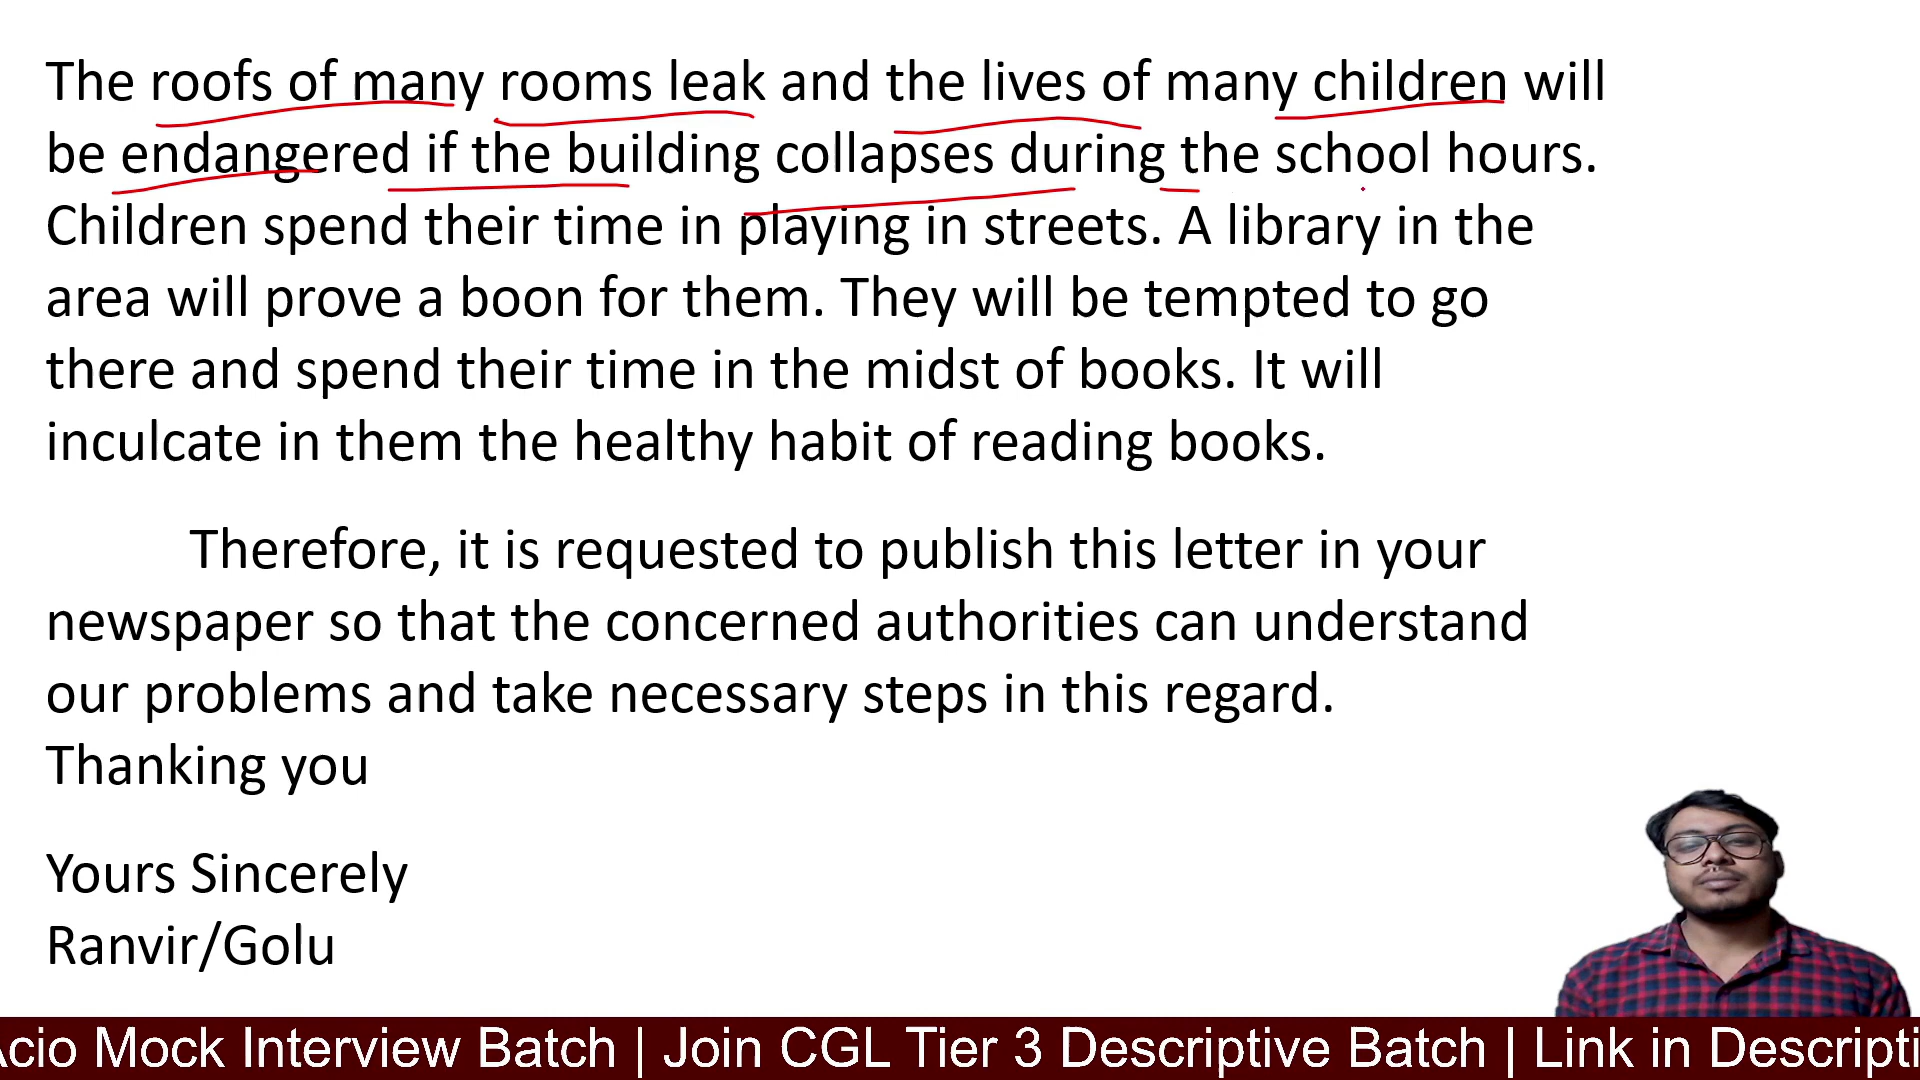 The roofs of many rooms leak and the lives of many children will
be endangered if the building collapses during the school hours.
Children spend their time in playing in streets. A library in the
area will prove a boon for them. They will be tempted to go
there and spend their time in the midst of books. It will
inculcate in them the healthy habit of reading books.
Therefore, it is requested to publish this letter in your
newspaper so that the concerned authorities can understand
our problems and take necessary steps in this regard.
Thanking you
Yours Sincerely
Ranvir/Golu
Mock Interview Batch | Join CGL Tier 3 Descriptive Batch | Link in